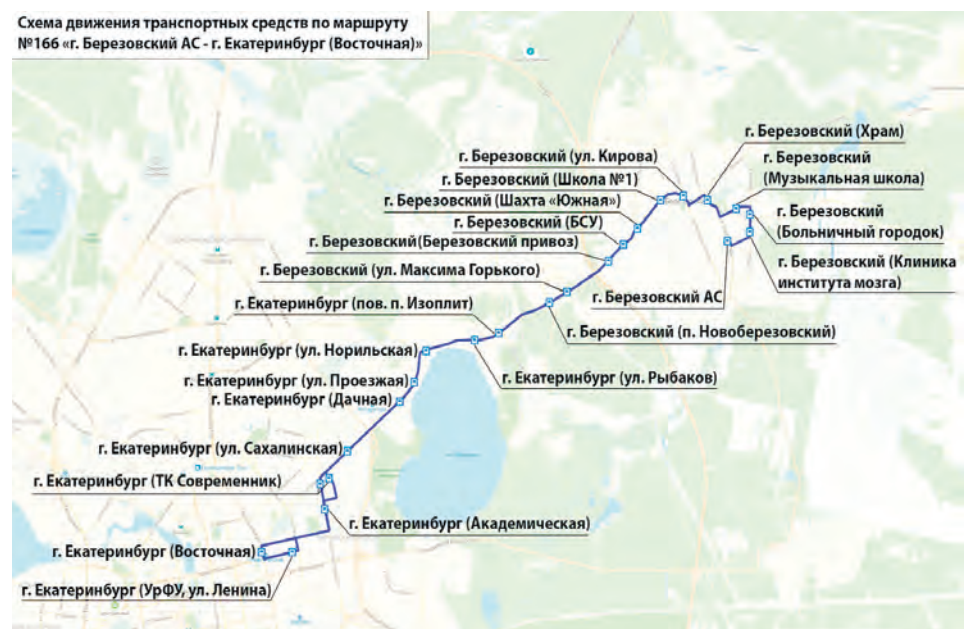 Схема движения транспортных средств по маршруту
№166 «г. Березовский АС - г. Екатеринбург (Восточная)»
г. Березовский (Храм)
г. Березовский (ул. Кирова)
г. Березовский
(Музыкальная школа)
г. Березовский (Школа №1)
г. Березовский (Шахта «Южная»)
г. Березовский
(Больничный городок)
г. Березовский (БСУ)
г. Березовский(Березовский привоз)
г. Березовский (Клиника
института мозга)
г. Березовский (ул. Максима Горького)
г. Березовский АС
г. Екатеринбург (пов. п. Изоплит)
г. Березовский (п. Новоберезовский)
г. Екатеринбург (ул. Норильская)
г. Екатеринбург (ул. Рыбаков)
г. Екатеринбург (ул. Проезжая)
г. Екатеринбург (Дачная)
г. Екатеринбург (ул. Сахалинская)
г. Екатеринбург (ТК Современник)
г. Екатеринбург (Академическая)
г. Екатеринбург (Восточная)
г. Екатеринбург (УрФУ, ул. Ленина)